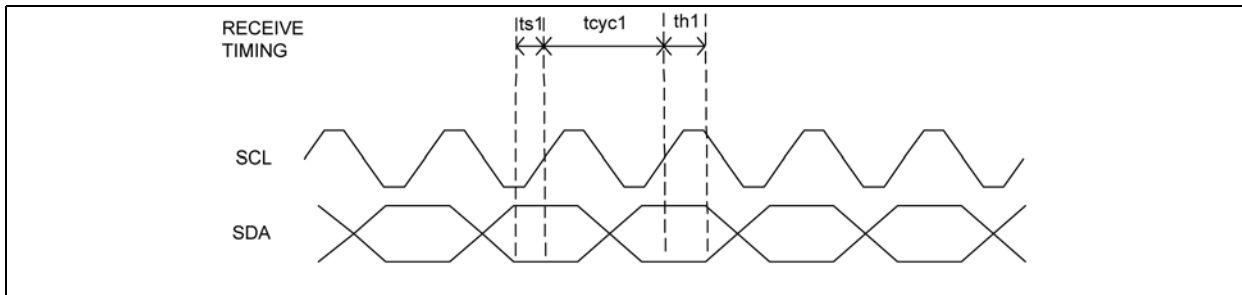 RECEIVE
TIMING
ts1
tcyc1
th1
SCL
SDA